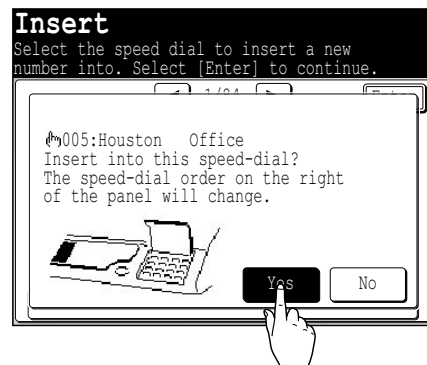 Insert
Select the speed dial to insert a new
number into. Select [Enter] to continue.
005:Houston Office
Insert into this speed-dial?
The speed-dial order on the right
of the panel will change.
Yes No